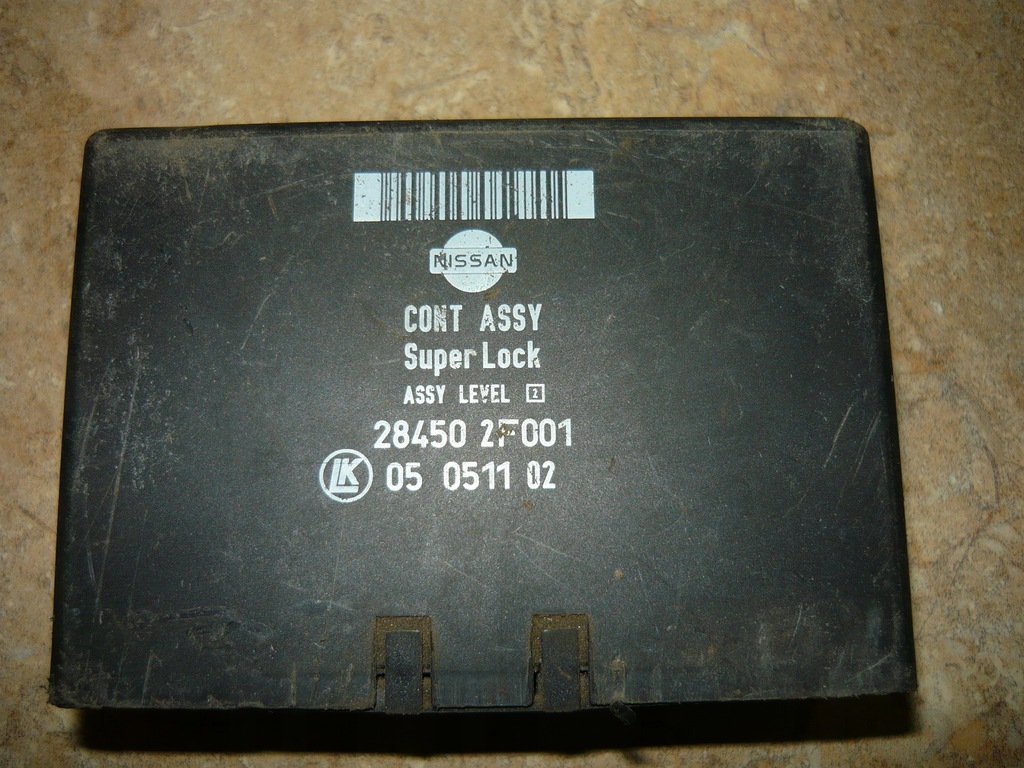 NISSAN
CONT ASSY
Super Lock
ASSY LEVEL 2
28450 2F001
LK 05 0511 02